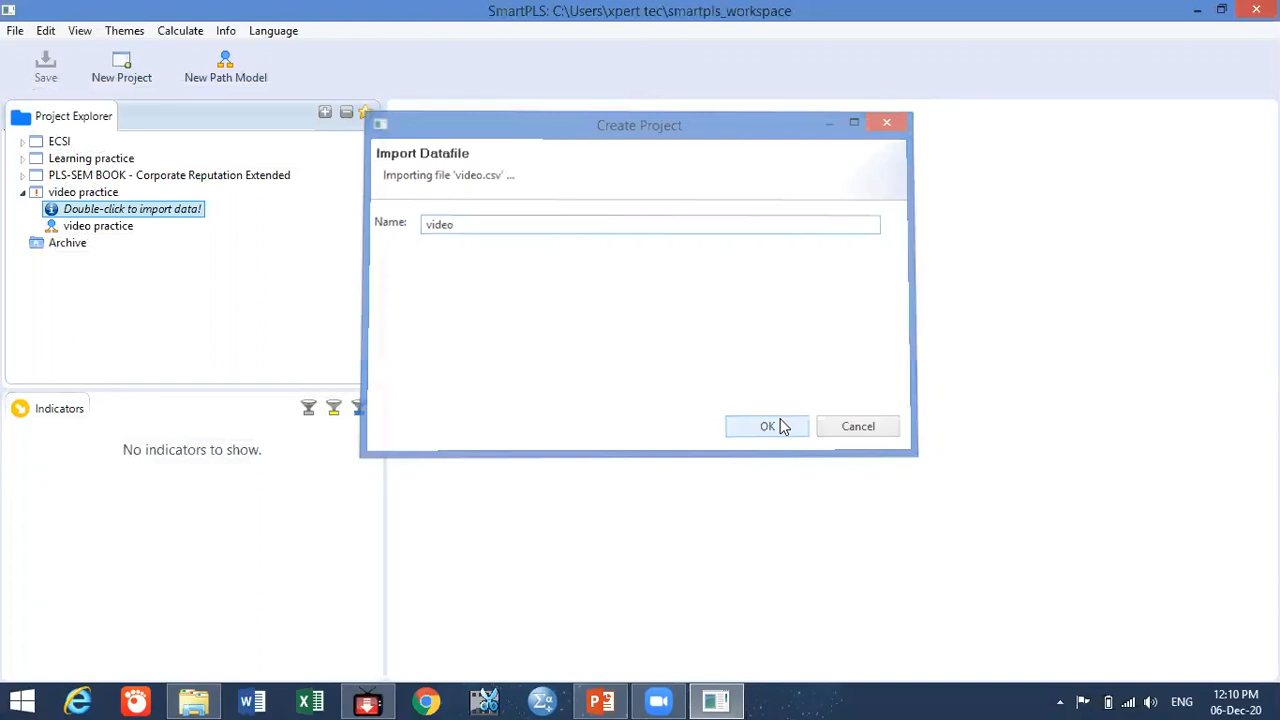 SmartPLS: C:\Users\xpert tec\smartpls_workspace
File Edit View Themes Calculate Info Language
Save New Project New Path Model
Project Explorer
ECSI
Learning practice
PLS-SEM BOOK - Corporate Reputation Extended
video practice
Double-click to import data!
video practice
Archive
Create Project
Import Datafile
Importing file 'video.csv' ...
Name: video
OK Cancel
Indicators
No indicators to show.
ENG
12:10 PM
06-Dec-20